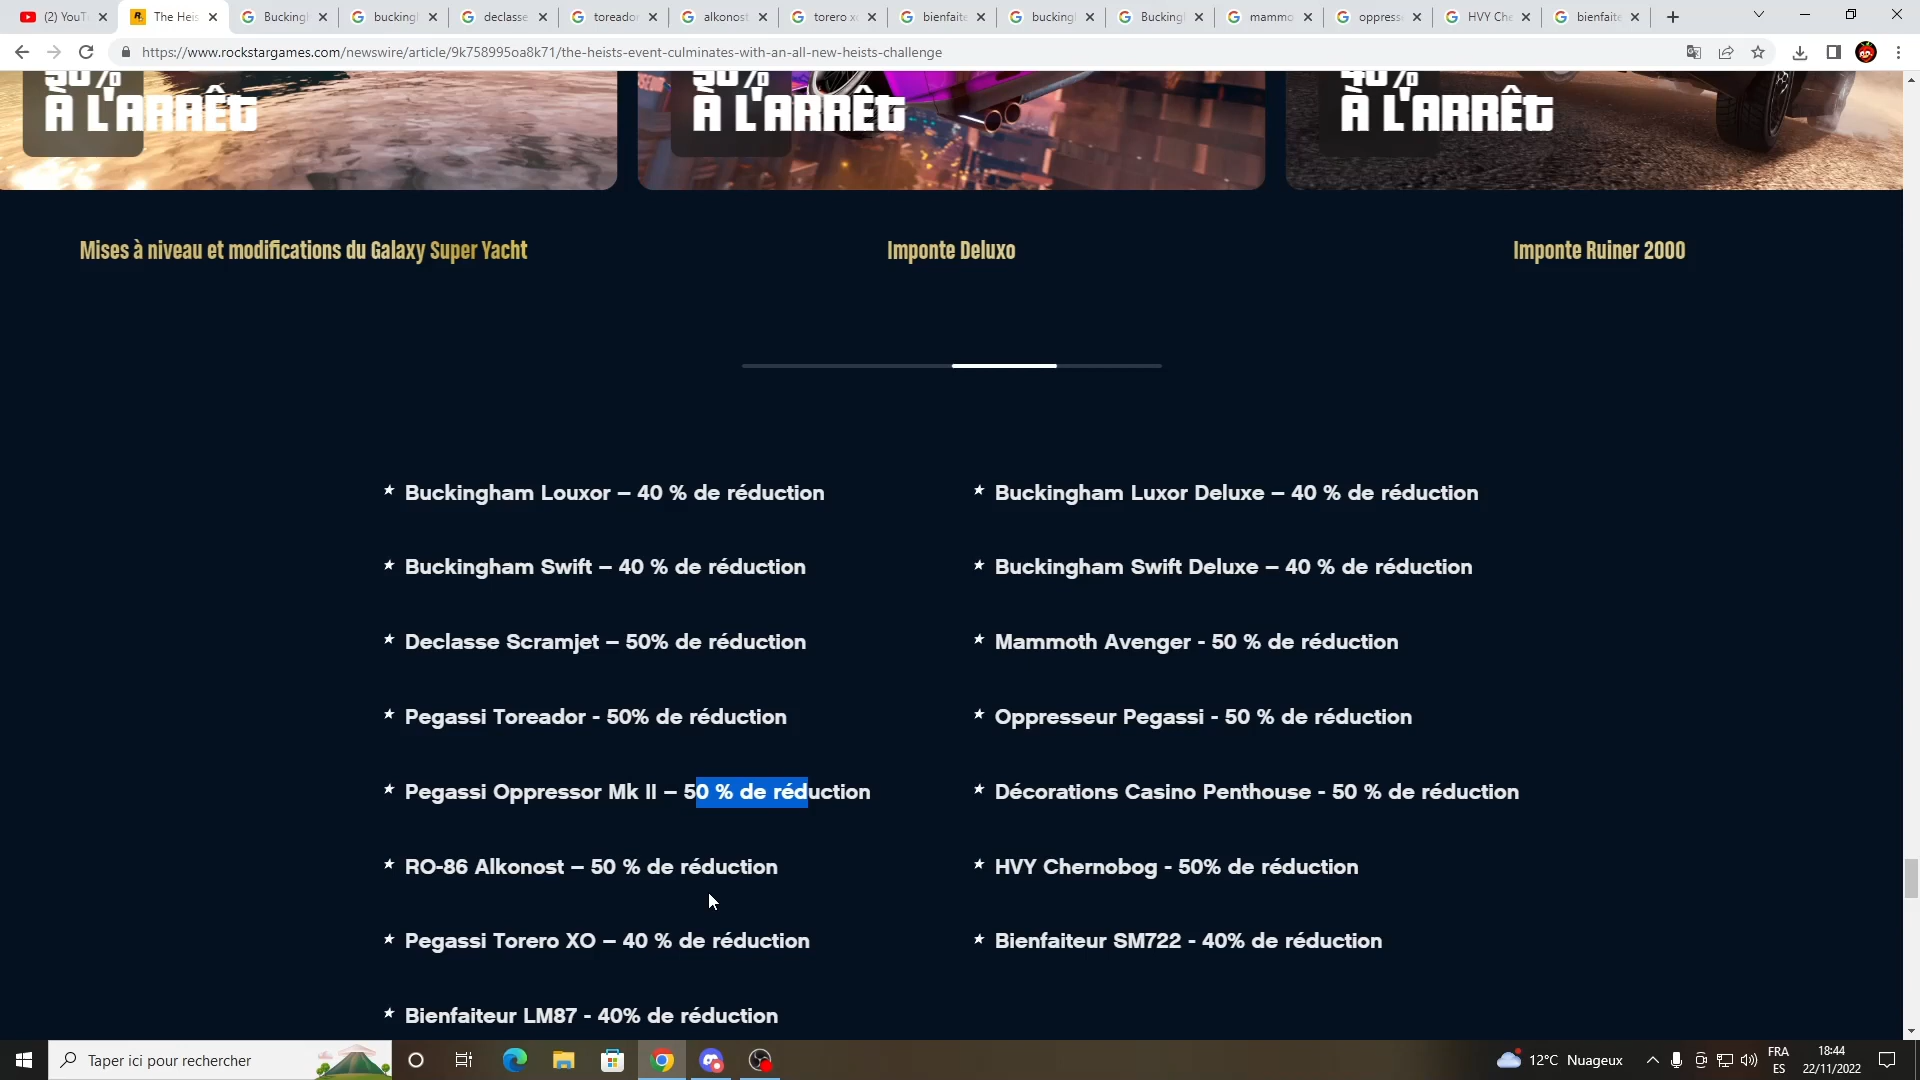 (2) YouT
The Heis
Bucking
bucking
declasse
toreador
alkonost
torero x
bienfaite
bucking
Bucking
mammo
oppress
HVY Che
bienfaite
https://www.rockstargames.com/newswire/article/9k758995oa8k71/the-heists-event-culminates-with-an-all-new-heists-challenge
50%
À L'ARRÊT
50%
À L'ARRÊT
40%
À L'ARRÊT
Mises à niveau et modifications du Galaxy Super Yacht
Imponte Deluxo
Imponte Ruiner 2000
Buckingham Louxor – 40 % de réduction
Buckingham Luxor Deluxe – 40 % de réduction
Buckingham Swift – 40 % de réduction
Buckingham Swift Deluxe – 40 % de réduction
Declasse Scramjet – 50% de réduction
Mammoth Avenger - 50 % de réduction
Pegassi Toreador - 50% de réduction
Oppresseur Pegassi - 50 % de réduction
Pegassi Oppressor Mk II – 50 % de réduction
Décorations Casino Penthouse - 50 % de réduction
RO-86 Alkonost – 50 % de réduction
HVY Chernobog - 50% de réduction
Pegassi Torero XO – 40 % de réduction
Bienfaiteur SM722 - 40% de réduction
Bienfaiteur LM87 - 40% de réduction
Taper ici pour rechercher
12°C Nuageux
FRA
ES
18:44
22/11/2022